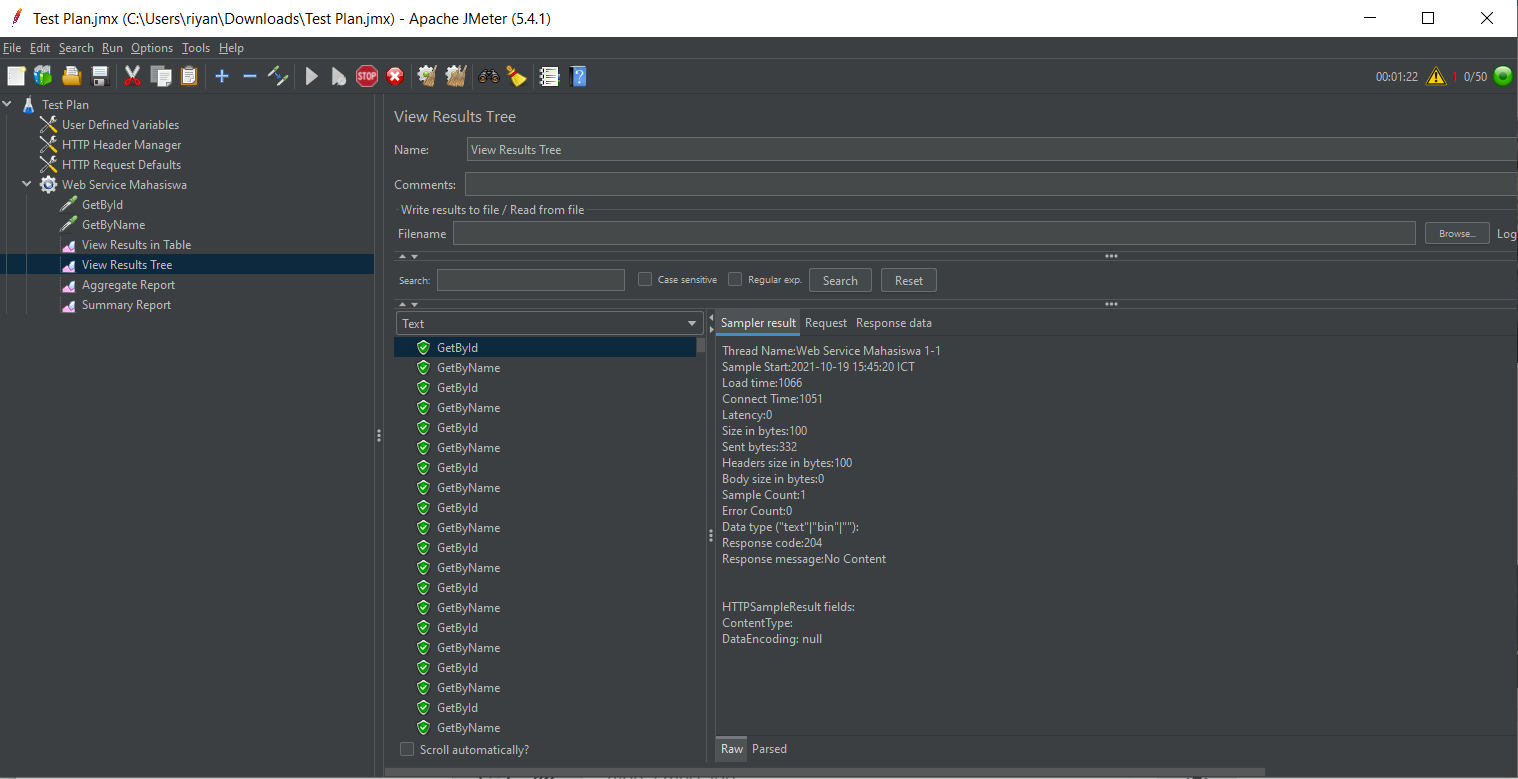 Test Plan.jmx (C:\Users\riyan\Downloads\Test Plan.jmx) - Apache JMeter (5.4.1)
File Edit Search Run Options Tools Help
STOP
?
00:01:22 ! 0/50
Test Plan
User Defined Variables
HTTP Header Manager
HTTP Request Defaults
Web Service Mahasiswa
GetById
GetByName
View Results in Table
View Results Tree
Aggregate Report
Summary Report
View Results Tree
Name: View Results Tree
Comments:
Write results to file / Read from file
Filename Browse... Log
Search: Case sensitive Regular exp. Search Reset
Text
GetById
GetByName
GetById
GetByName
GetById
GetByName
GetById
GetByName
GetById
GetByName
GetById
GetByName
GetById
GetByName
GetById
GetByName
GetById
GetByName
GetById
GetByName
Scroll automatically?
Sampler result Request Response data
Thread Name:Web Service Mahasiswa 1-1
Sample Start:2021-10-19 15:45:20 ICT
Load time:1066
Connect Time:1051
Latency:0
Size in bytes:100
Sent bytes:332
Headers size in bytes:100
Body size in bytes:0
Sample Count:1
Error Count:0
Data type ("text"|"bin"|""):
Response code:204
Response message:No Content
HTTPSampleResult fields:
ContentType:
DataEncoding: null
Raw Parsed